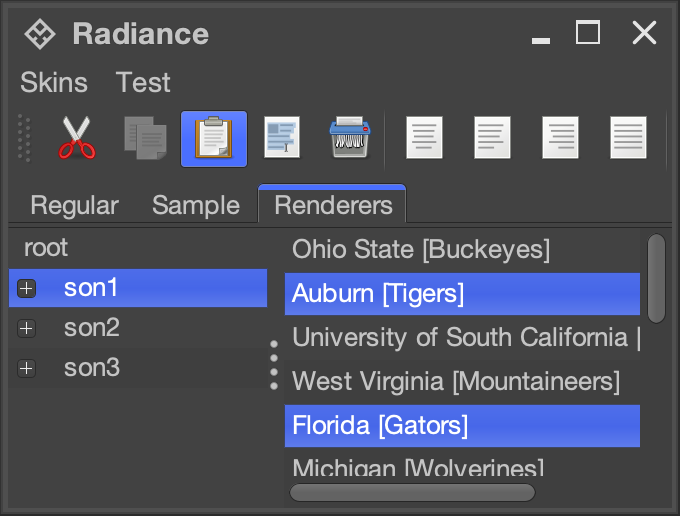 Radiance
Skins Test
Regular Sample Renderers
root
son1
son2
son3
Ohio State [Buckeyes]
Auburn [Tigers]
University of South California [
West Virginia [Mountaineers]
Florida [Gators]
Michigan [Wolverines]